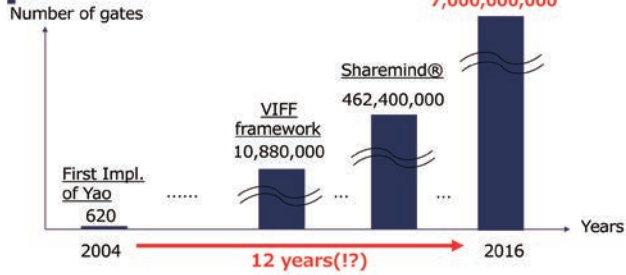 7,000,000,000
Number of gates
Sharemind®
462,400,000
VIFF
framework
10,880,000
First Impl.
of Yao
620
......
...
...
Years
2004
2016
12 years(!?)